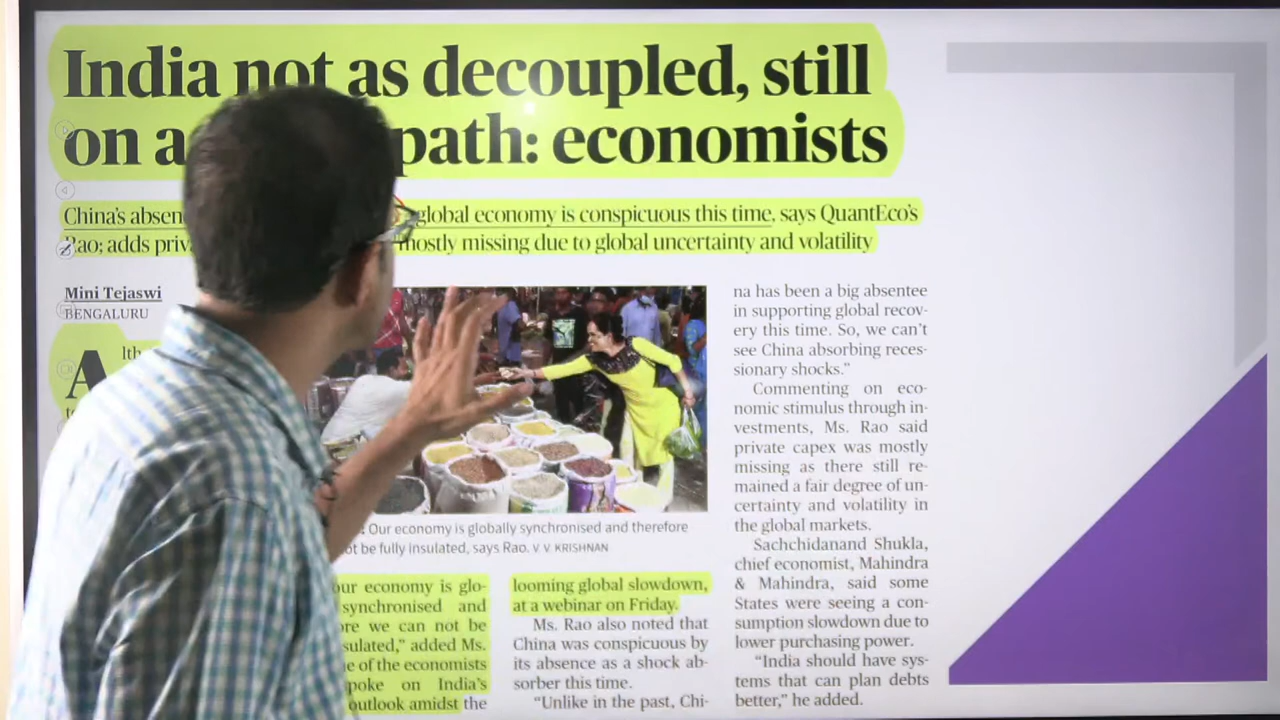 India not as decoupled, still
on a path: economists
China's absen global economy is conspicuous this time, says QuantEco's
Rao; adds priv mostly missing due to global uncertainty and volatility
Mini Tejaswi
BENGALURU
A
lth
Our economy is globally synchronised and therefore
be fully insulated, says Rao. V V KRISHNAN
our economy is glo-
synchronised and
we can not be
added Ms.
of the economists
on India's
outlook amidst the
looming global slowdown,
at a webinar on Friday.
Ms. Rao also noted that
China was conspicuous by
its absence as a shock ab-
sorber this time.
"Unlike in the past, Chi-
na has been a big absentee
in supporting global recov-
ery this time. So, we can't
see China absorbing reces-
sionary shocks."
Commenting on eco-
nomic stimulus through in-
vestments, Ms. Rao said
private capex was mostly
missing as there still re-
mained a fair degree of un-
certainty and volatility in
the global markets.
Sachchidanand Shukla,
chief economist, Mahindra
& Mahindra, said some
States were seeing a con-
sumption slowdown due to
lower purchasing power.
"India should have sys-
tems that can plan debts
better," he added.